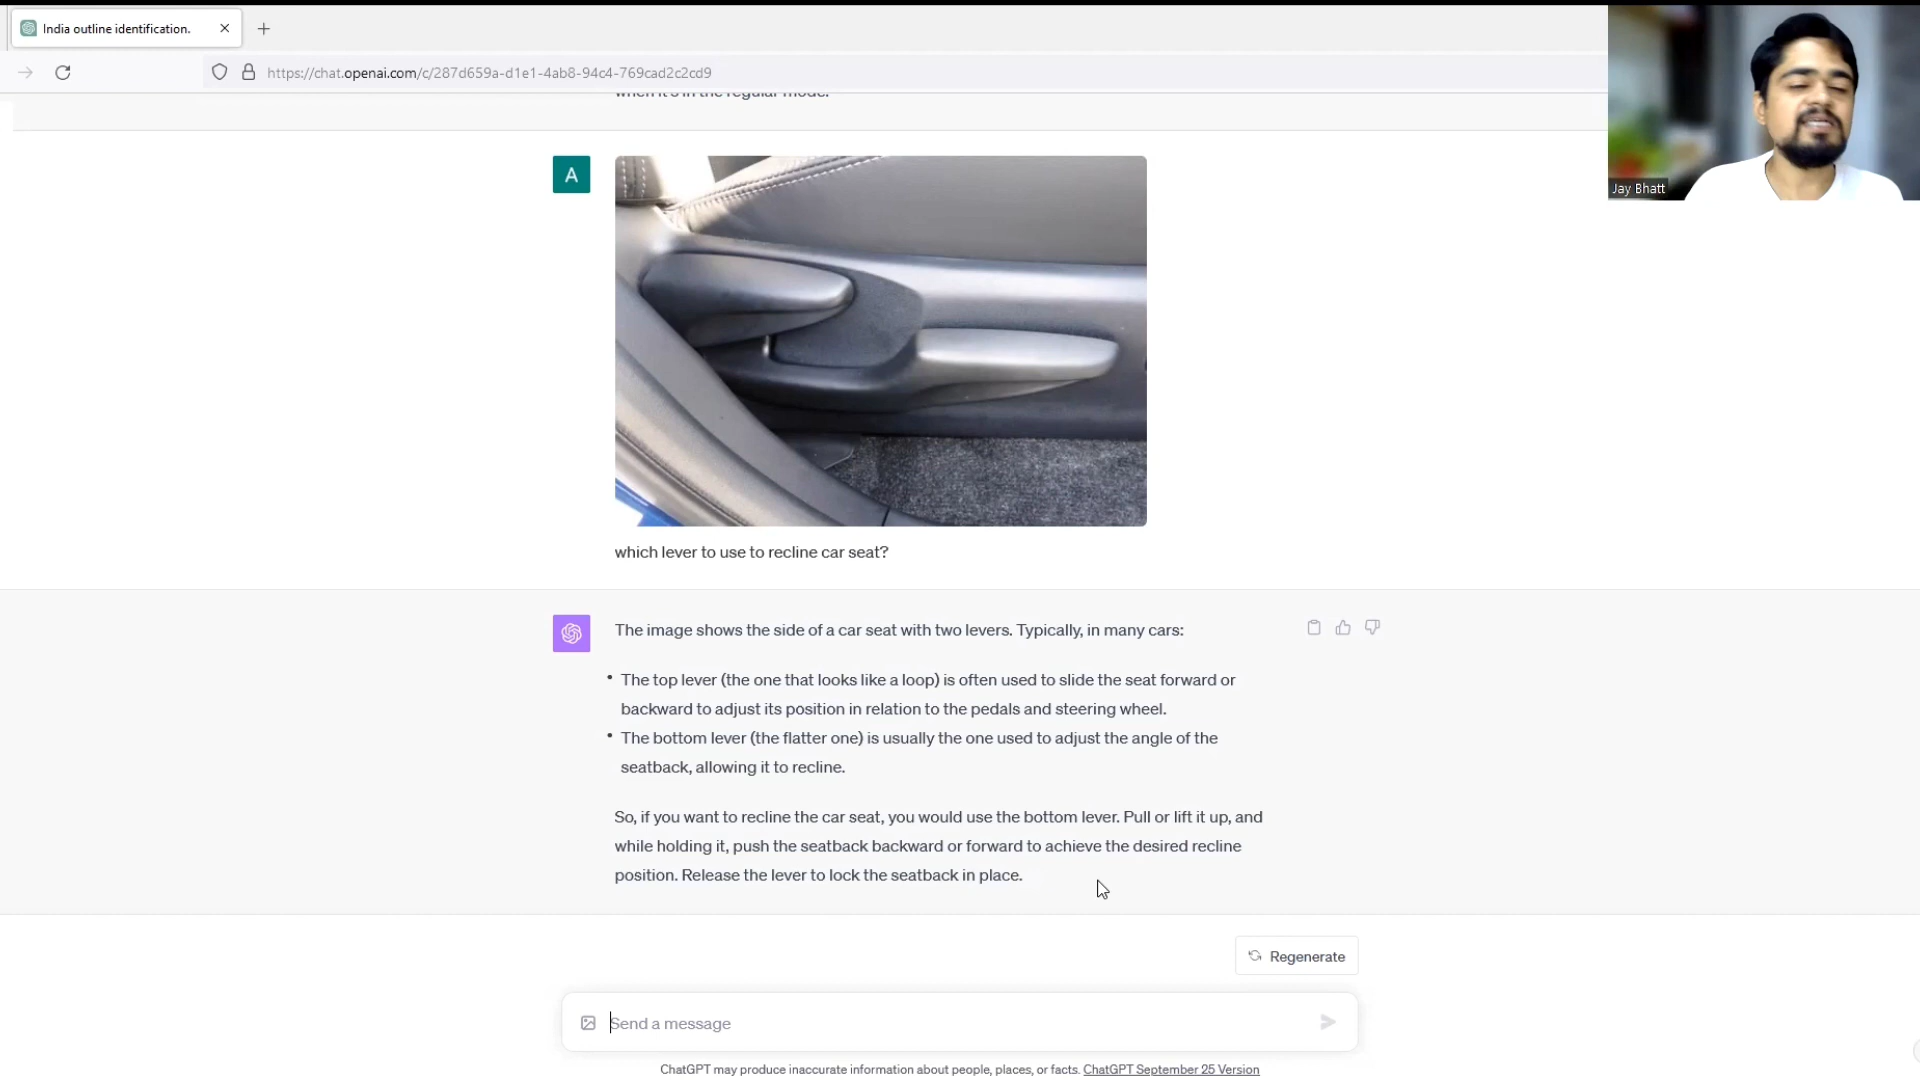 India outline identification.
https://chat.openai.com/c/287d659a-d1e1-4ab8-94c4-769cad2c2cd9
Jay Bhatt
when it's in the regular mode.
A
which lever to use to recline car seat?
The image shows the side of a car seat with two levers. Typically, in many cars:
• The top lever (the one that looks like a loop) is often used to slide the seat forward or
backward to adjust its position in relation to the pedals and steering wheel.
• The bottom lever (the flatter one) is usually the one used to adjust the angle of the
seatback, allowing it to recline.
So, if you want to recline the car seat, you would use the bottom lever. Pull or lift it up, and
while holding it, push the seatback backward or forward to achieve the desired recline
position. Release the lever to lock the seatback in place.
Regenerate
Send a message
ChatGPT may produce inaccurate information about people, places, or facts. ChatGPT September 25 Version